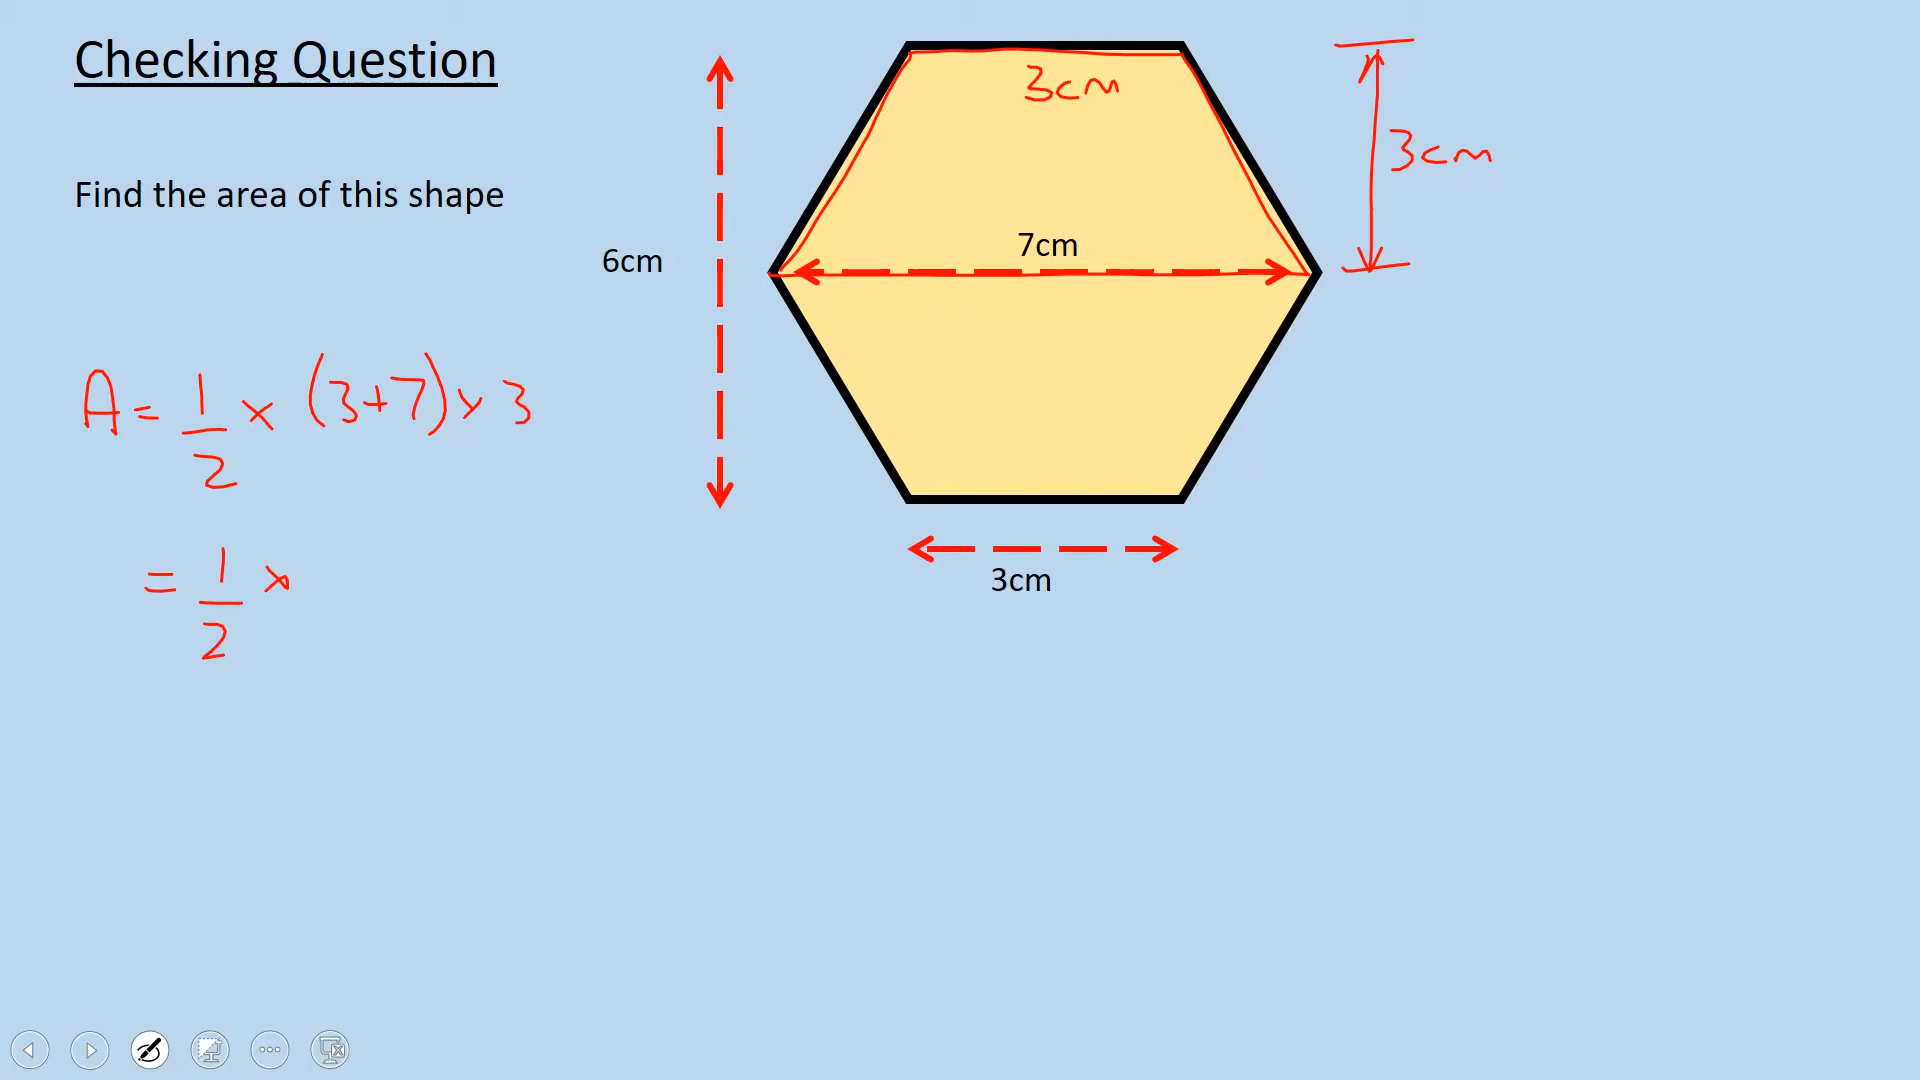 Checking Question
Find the area of this shape
3cm
3cm
7cm
6cm
A = 1/2 × (3+7) × 3
= 1/2 ×
3cm